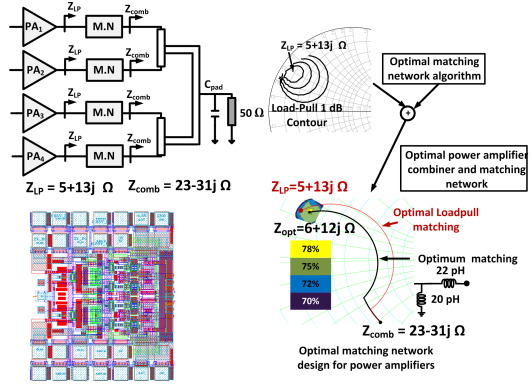 PA1 ZLP M.N Zcomb
PA2 ZLP M.N Zcomb
PA3 ZLP M.N Zcomb
PA4 ZLP M.N Zcomb
Cpad
50 Ω
ZLP = 5+13j Ω Zcomb = 23-31j Ω
ZLP = 5+13j Ω
Load-Pull 1 dB
Contour
Optimal matching
network algorithm
+
Optimal power amplifier
combiner and matching
network
ZLP=5+13j Ω
Optimal Loadpull
matching
Zopt=6+12j Ω
78%
75%
72%
70%
Optimum matching
22 pH
20 pH
Zcomb = 23-31j Ω
Optimal matching network
design for power amplifiers